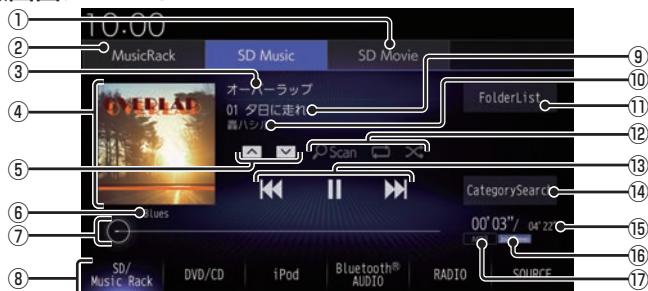 ①
10:00
②
MusicRack
SD Music
SD Movie
③
オーバーラップ
⑨
④
OVERLAP
01 夕日に走れ
⑩
轟ハシル
FolderList
⑪
⑫
⑤
Scan
⑬
CategorySearch
⑭
⑥
Blues
00'03"/ 04'22"
⑮
⑦
⑯
⑧
SD/
Music Rack
DVD/CD
iPod
Bluetooth®
AUDIO
RADIO
SOURCE
⑰